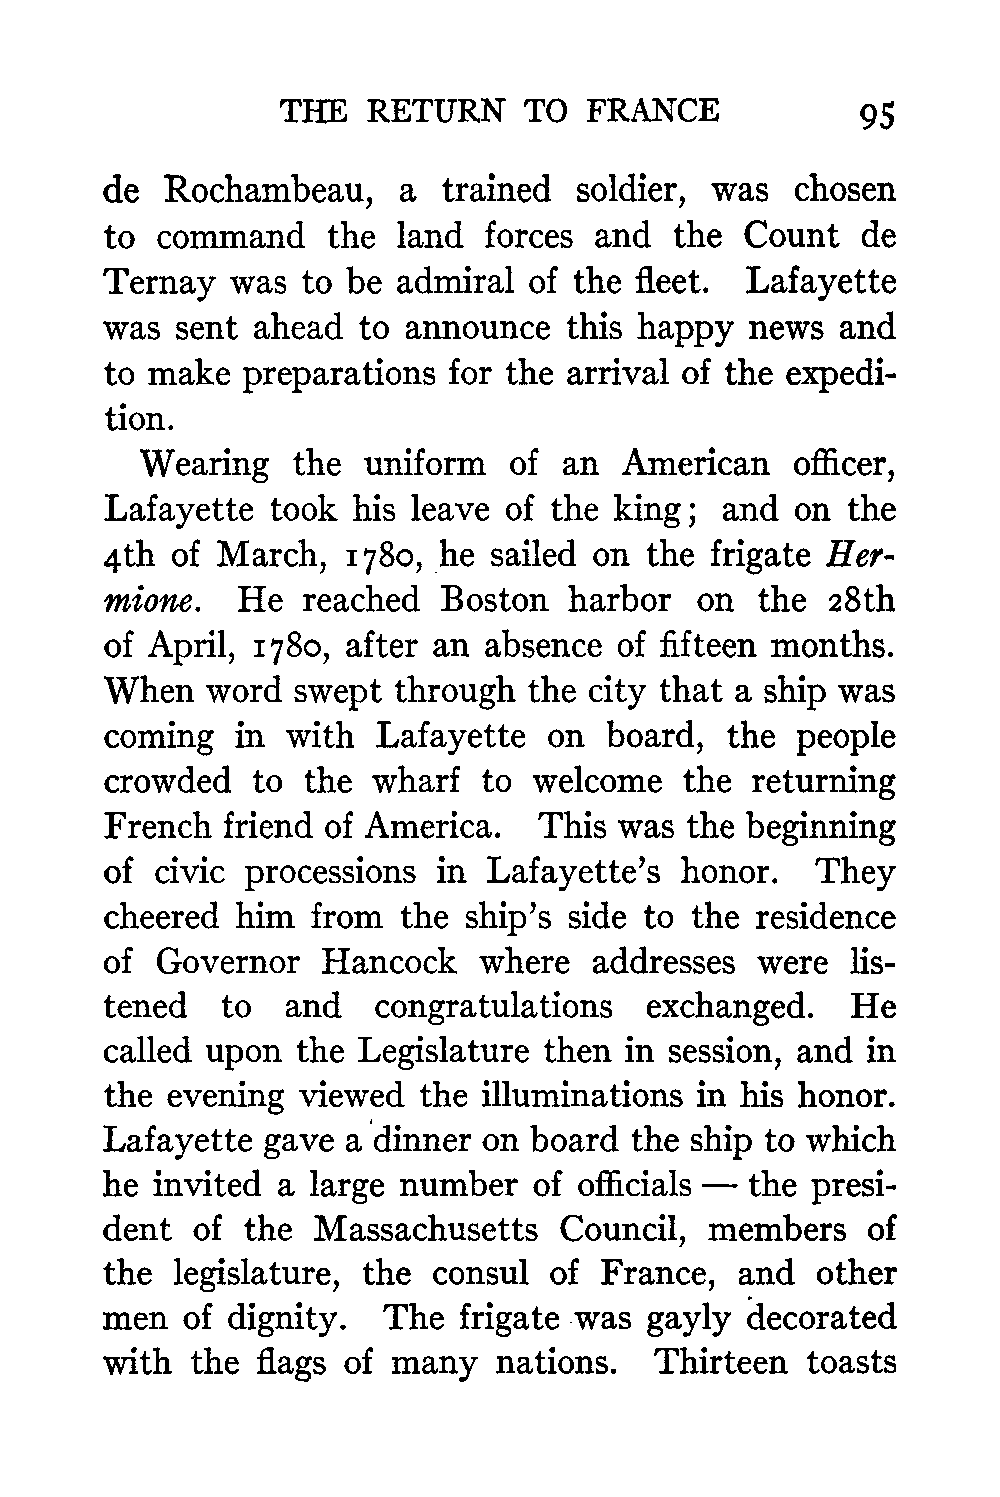 THE RETURN TO FRANCE 95
de Rochambeau, a trained soldier, was chosen
to command the land forces and the Count de
Ternay was to be admiral of the fleet. Lafayette
was sent ahead to announce this happy news and
to make preparations for the arrival of the expedi-
tion.
Wearing the uniform of an American officer,
Lafayette took his leave of the king; and on the
4th of March, 1780, he sailed on the frigate Her-
mione. He reached Boston harbor on the 28th
of April, 1780, after an absence of fifteen months.
When word swept through the city that a ship was
coming in with Lafayette on board, the people
crowded to the wharf to welcome the returning
French friend of America. This was the beginning
of civic processions in Lafayette's honor. They
cheered him from the ship's side to the residence
of Governor Hancock where addresses were lis-
tened to and congratulations exchanged. He
called upon the Legislature then in session, and in
the evening viewed the illuminations in his honor.
Lafayette gave a dinner on board the ship to which
he invited a large number of officials — the presi-
dent of the Massachusetts Council, members of
the legislature, the consul of France, and other
men of dignity. The frigate was gayly decorated
with the flags of many nations. Thirteen toasts